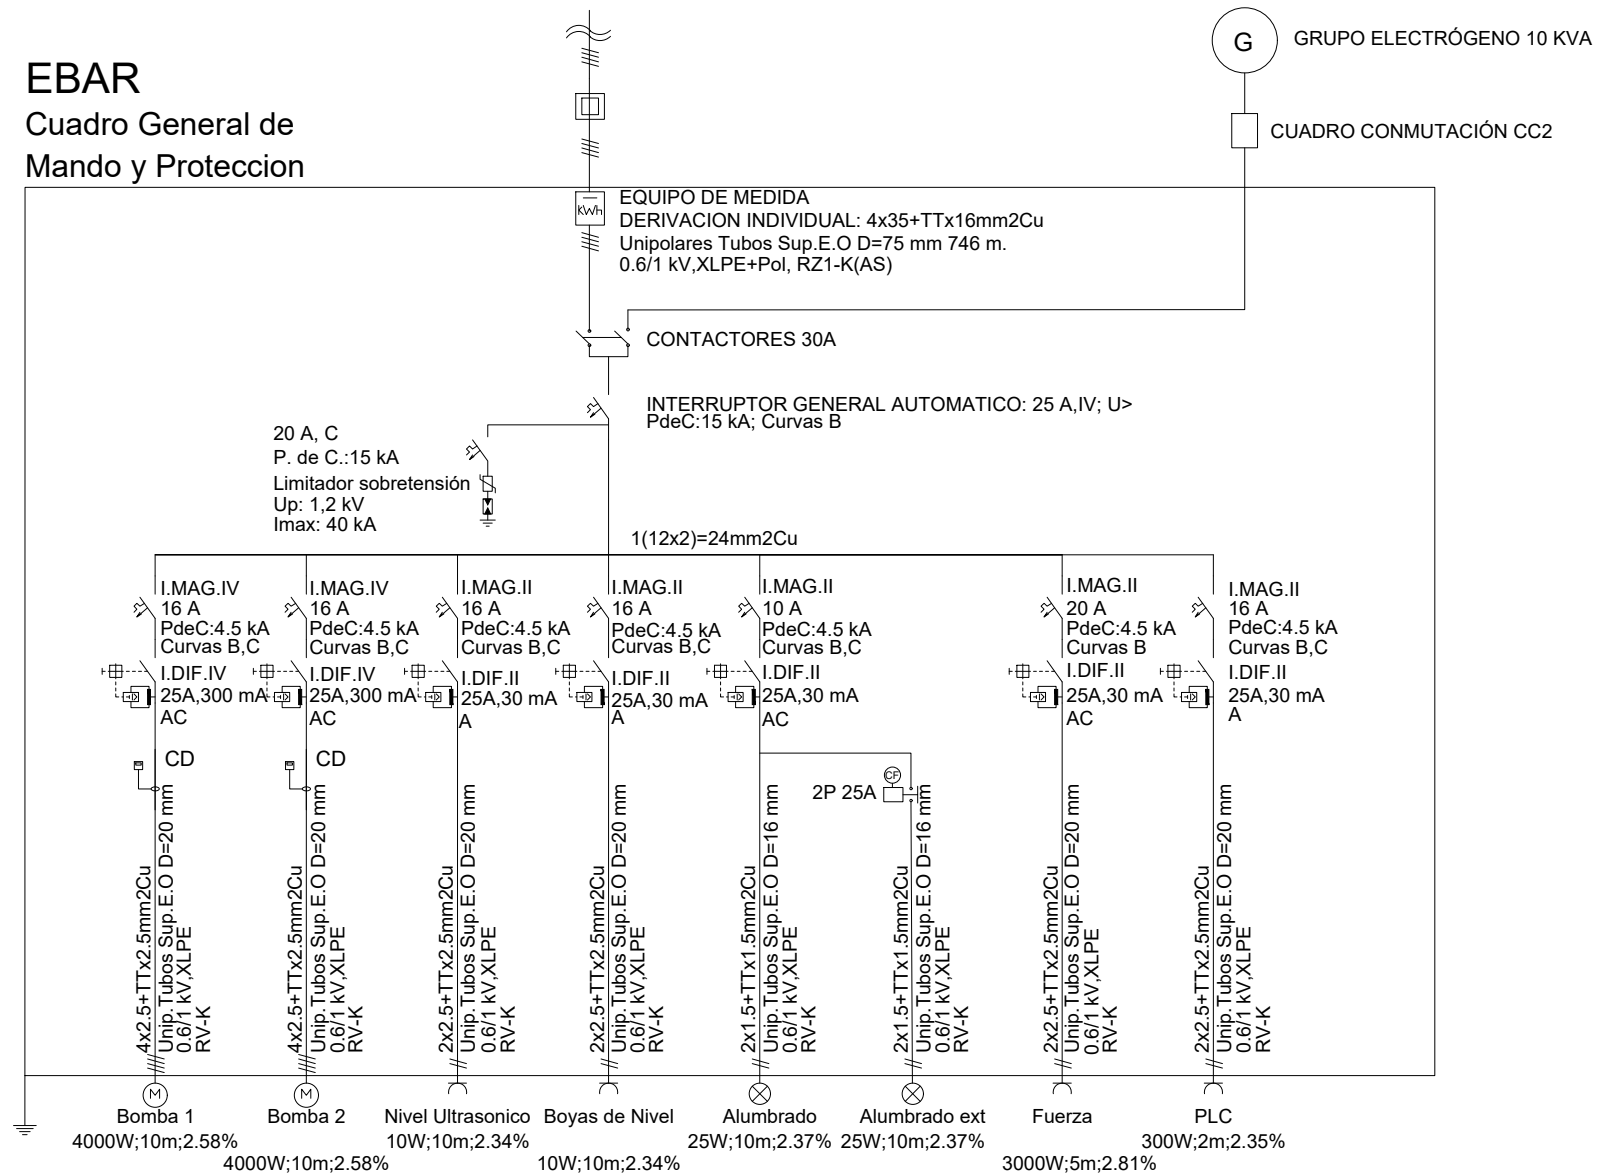 G
GRUPO ELECTRÓGENO 10 KVA
CUADRO CONMUTACIÓN CC2
EBAR
Cuadro General de
Mando y Proteccion
KWh
EQUIPO DE MEDIDA
DERIVACION INDIVIDUAL: 4x35+TTx16mm2Cu
Unipolares Tubos Sup.E.O D=75 mm 746 m.
0.6/1 kV,XLPE+Pol, RZ1-K(AS)
CONTACTORES 30A
INTERRUPTOR GENERAL AUTOMATICO: 25 A,IV; U>
PdeC:15 kA; Curvas B
20 A, C
P. de C.:15 kA
Limitador sobretensión
Up: 1,2 kV
Imax: 40 kA
1(12x2)=24mm2Cu
I.MAG.IV
16 A
PdeC:4.5 kA
Curvas B,C
I.DIF.IV
25A,300 mA
AC
CD
4x2.5+TTx2.5mm2Cu
Unip.Tubos Sup.E.O D=20 mm
0.6/1 kV,XLPE
RV-K
M
Bomba 1
4000W;10m;2.58%
I.MAG.IV
16 A
PdeC:4.5 kA
Curvas B,C
I.DIF.IV
25A,300 mA
AC
CD
4x2.5+TTx2.5mm2Cu
Unip.Tubos Sup.E.O D=20 mm
0.6/1 kV,XLPE
RV-K
M
Bomba 2
4000W;10m;2.58%
I.MAG.II
16 A
PdeC:4.5 kA
Curvas B,C
I.DIF.II
25A,30 mA
A
2x2.5+TTx2.5mm2Cu
Unip.Tubos Sup.E.O D=20 mm
0.6/1 kV,XLPE
RV-K
Nivel Ultrasonico
10W;10m;2.34%
I.MAG.II
16 A
PdeC:4.5 kA
Curvas B,C
I.DIF.II
25A,30 mA
A
2x2.5+TTx2.5mm2Cu
Unip.Tubos Sup.E.O D=20 mm
0.6/1 kV,XLPE
RV-K
Boyas de Nivel
10W;10m;2.34%
I.MAG.II
10 A
PdeC:4.5 kA
Curvas B,C
I.DIF.II
25A,30 mA
AC
2x1.5+TTx1.5mm2Cu
Unip.Tubos Sup.E.O D=16 mm
0.6/1 kV,XLPE
RV-K
Alumbrado
25W;10m;2.37%
CF
2P 25A
2x1.5+TTx1.5mm2Cu
Unip.Tubos Sup.E.O D=16 mm
0.6/1 kV,XLPE
RV-K
Alumbrado ext
25W;10m;2.37%
I.MAG.II
20 A
PdeC:4.5 kA
Curvas B
I.DIF.II
25A,30 mA
AC
2x2.5+TTx2.5mm2Cu
Unip.Tubos Sup.E.O D=20 mm
0.6/1 kV,XLPE
RV-K
Fuerza
3000W;5m;2.81%
I.MAG.II
16 A
PdeC:4.5 kA
Curvas B,C
I.DIF.II
25A,30 mA
A
2x2.5+TTx2.5mm2Cu
Unip.Tubos Sup.E.O D=20 mm
0.6/1 kV,XLPE
RV-K
PLC
300W;2m;2.35%